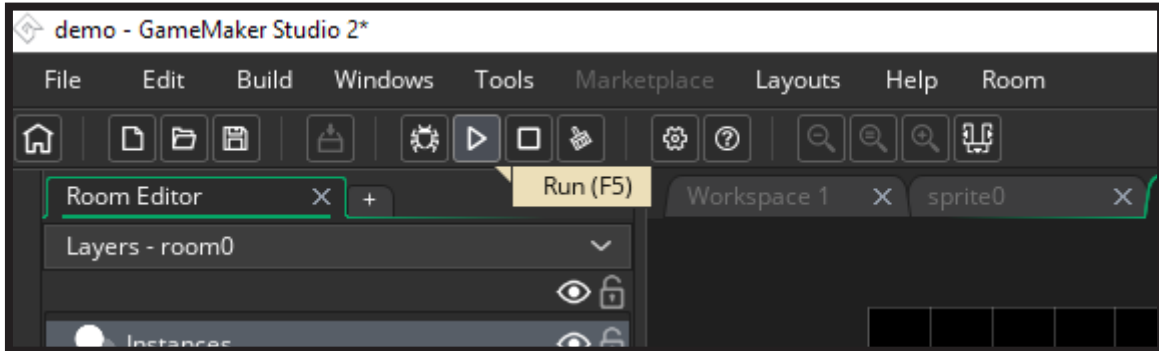 demo - GameMaker Studio 2*
File Edit Build Windows Tools Marketplace Layouts Help Room
Run (F5)
Room Editor
Workspace 1
sprite0
Layers - room0
Instances